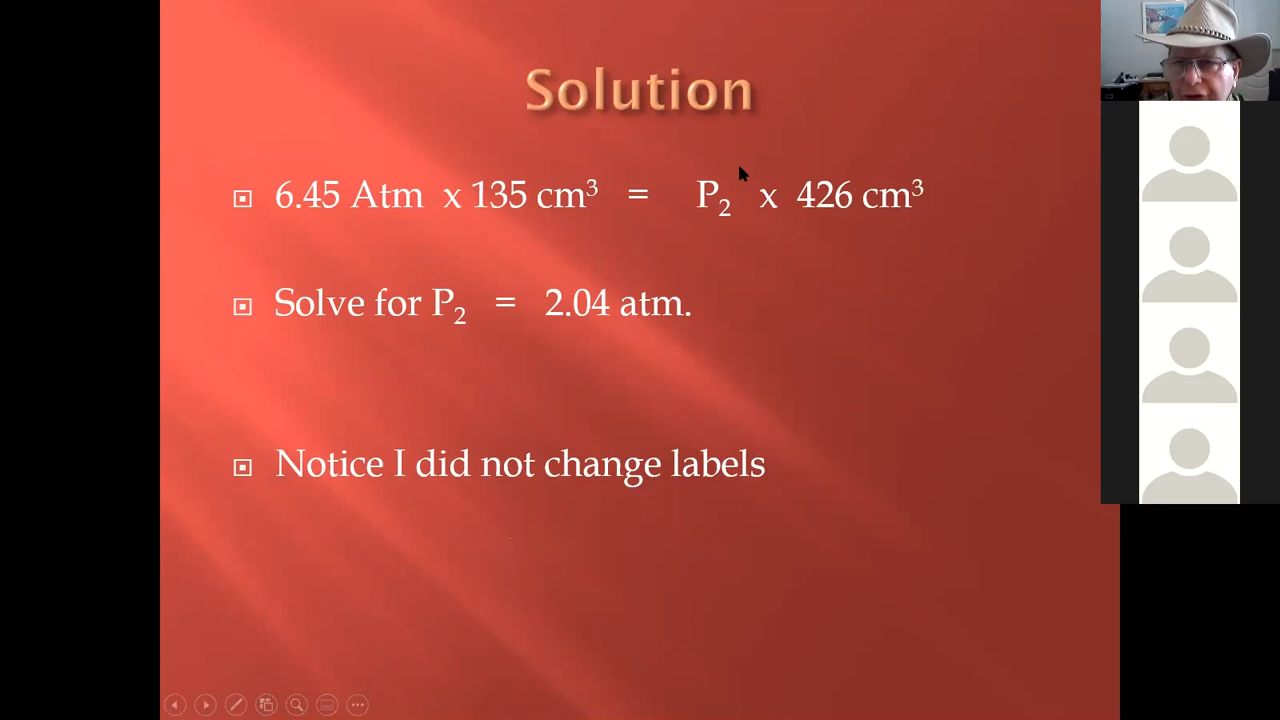 Solution
6.45 Atm x 135 cm³ = P₂ x 426 cm³
Solve for P₂ = 2.04 atm.
Notice I did not change labels